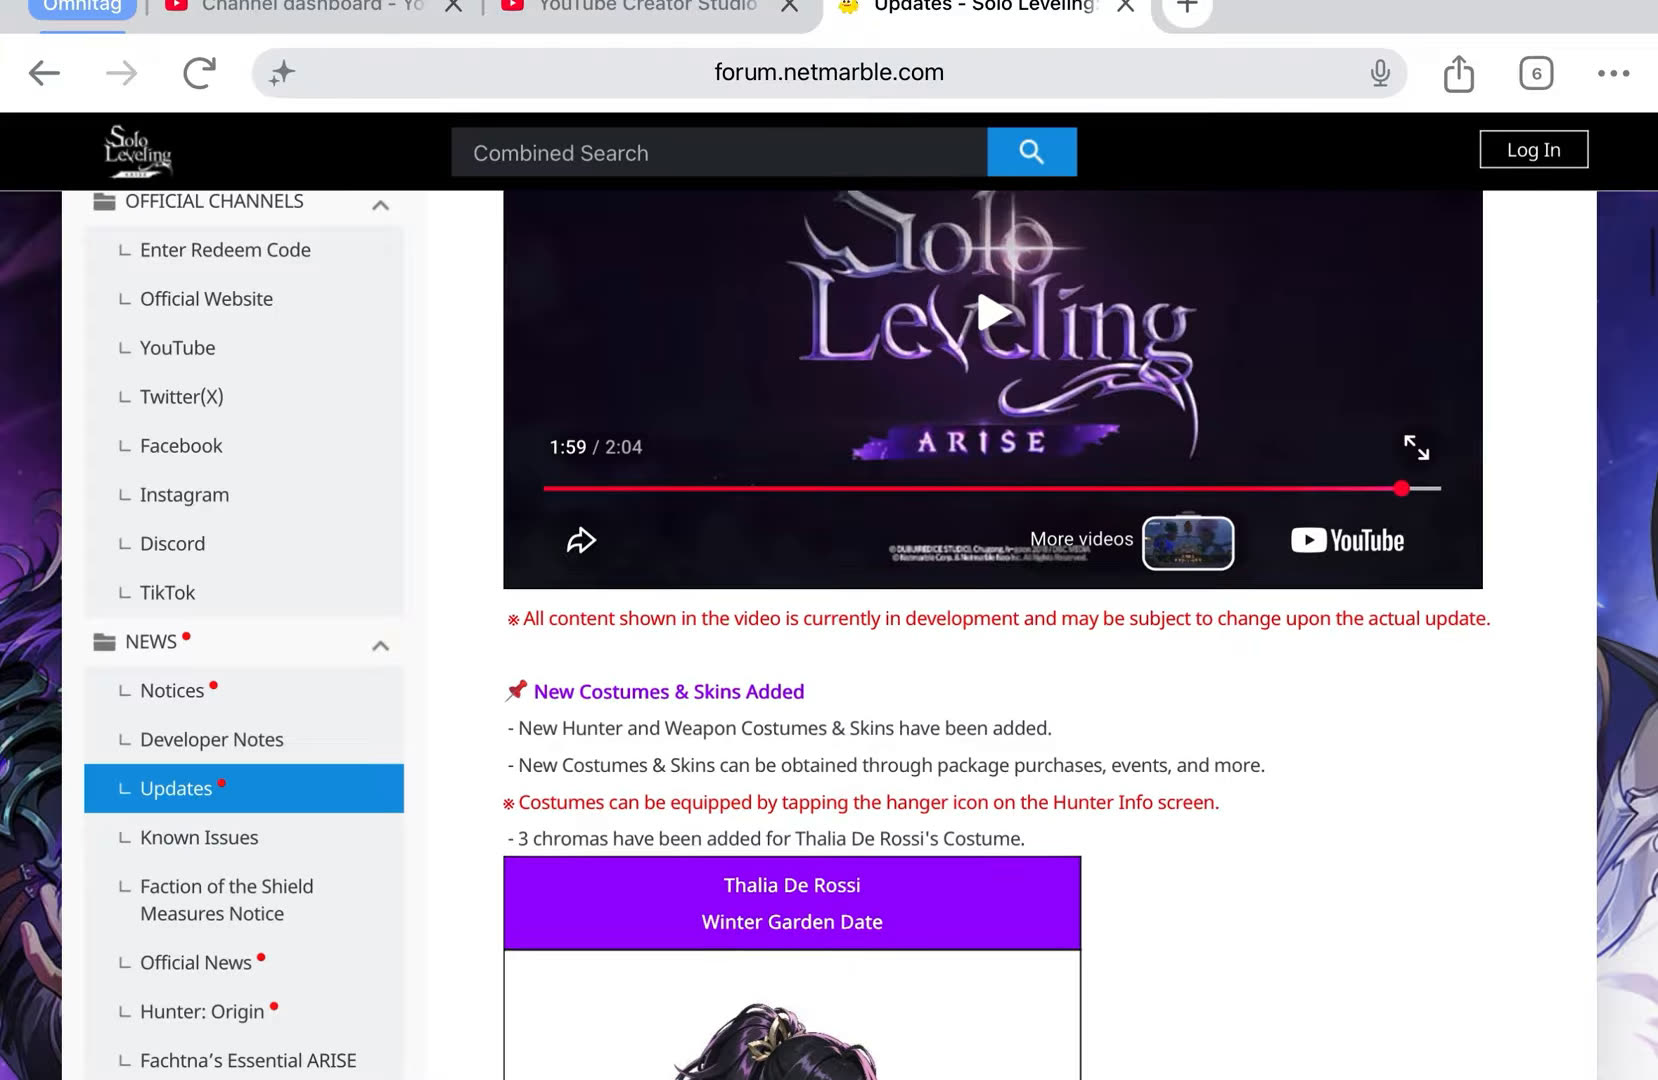 Omnitag
Channel dashboard - Yo
YouTube Creator Studio
Updates - Solo Leveling:
forum.netmarble.com
6
Solo
Leveling
ARISE
Combined Search
Log In
OFFICIAL CHANNELS
Enter Redeem Code
Official Website
YouTube
Twitter(X)
Facebook
Instagram
Discord
TikTok
NEWS
Notices
Developer Notes
Updates
Known Issues
Faction of the Shield
Measures Notice
Official News
Hunter: Origin
Fachtna’s Essential ARISE
Solo
Leveling
ARISE
1:59 / 2:04
More videos
YouTube
※ All content shown in the video is currently in development and may be subject to change upon the actual update.
📌 New Costumes & Skins Added
- New Hunter and Weapon Costumes & Skins have been added.
- New Costumes & Skins can be obtained through package purchases, events, and more.
※ Costumes can be equipped by tapping the hanger icon on the Hunter Info screen.
- 3 chromas have been added for Thalia De Rossi's Costume.
Thalia De Rossi
Winter Garden Date